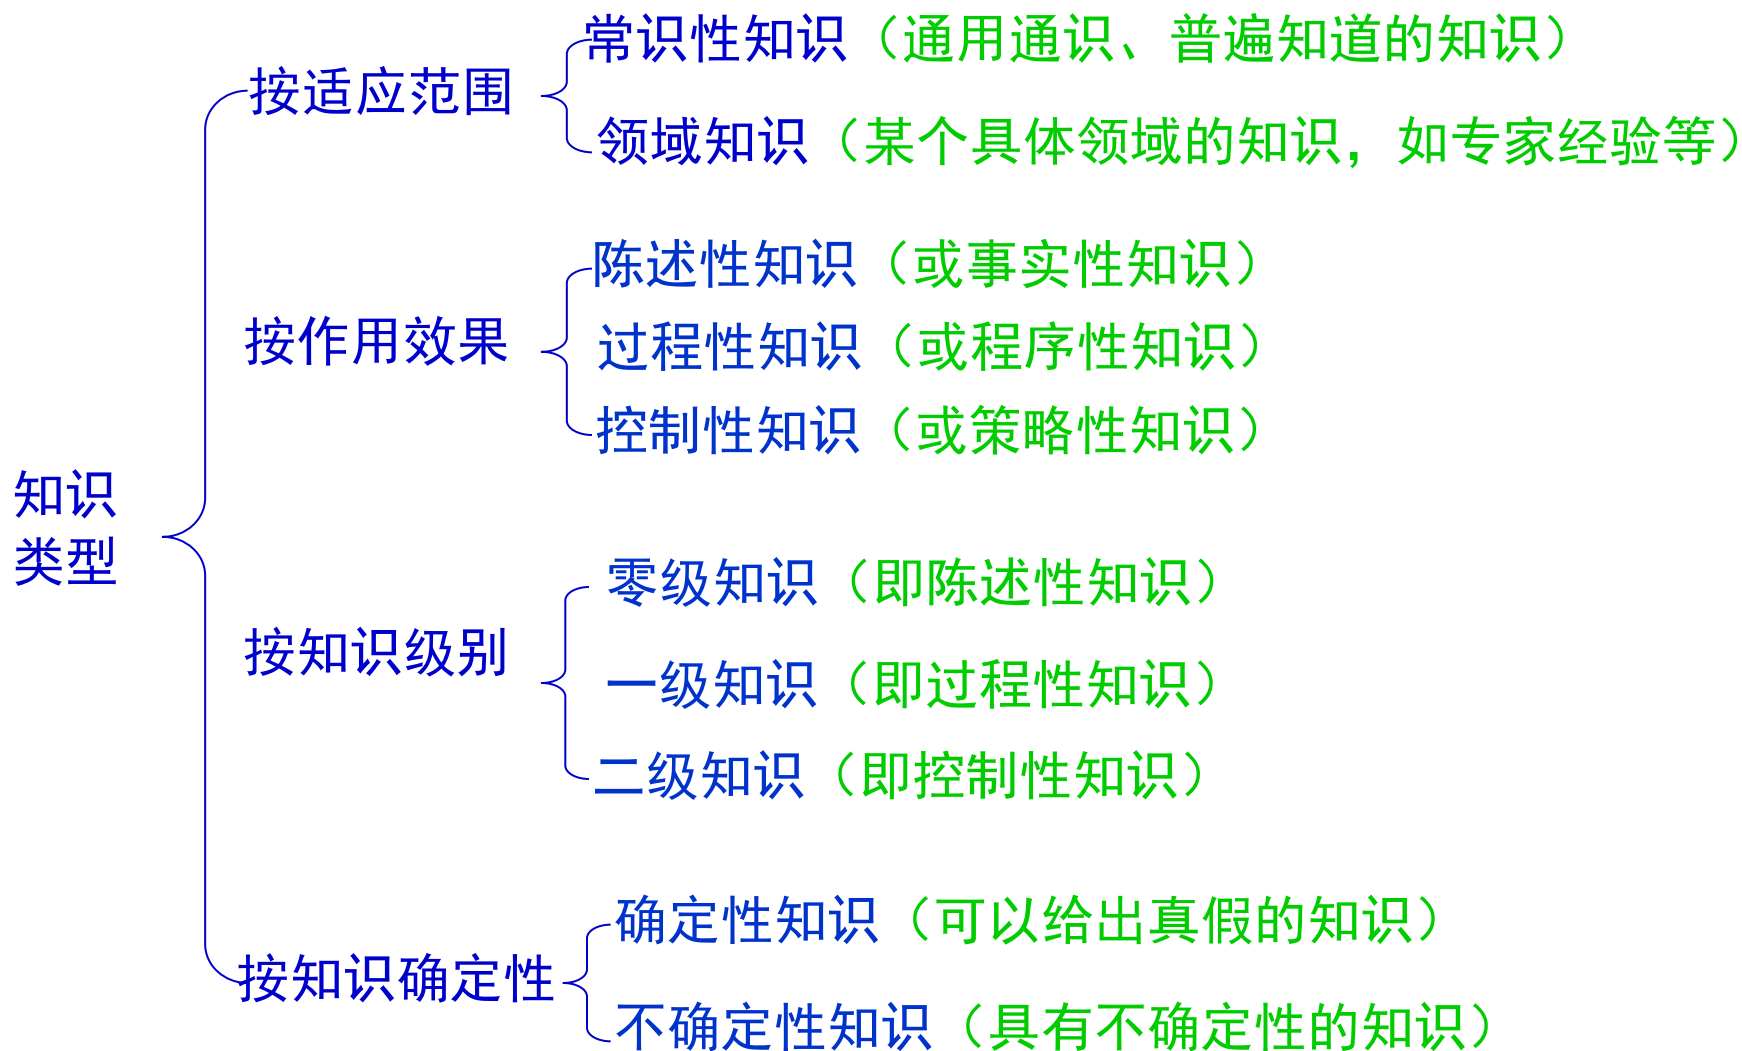 知识
类型
按适应范围
常识性知识（通用通识、普遍知道的知识）
领域知识（某个具体领域的知识，如专家经验等）
按作用效果
陈述性知识（或事实性知识）
过程性知识（或程序性知识）
控制性知识（或策略性知识）
按知识级别
零级知识（即陈述性知识）
一级知识（即过程性知识）
二级知识（即控制性知识）
按知识确定性
确定性知识（可以给出真假的知识）
不确定性知识（具有不确定性的知识）